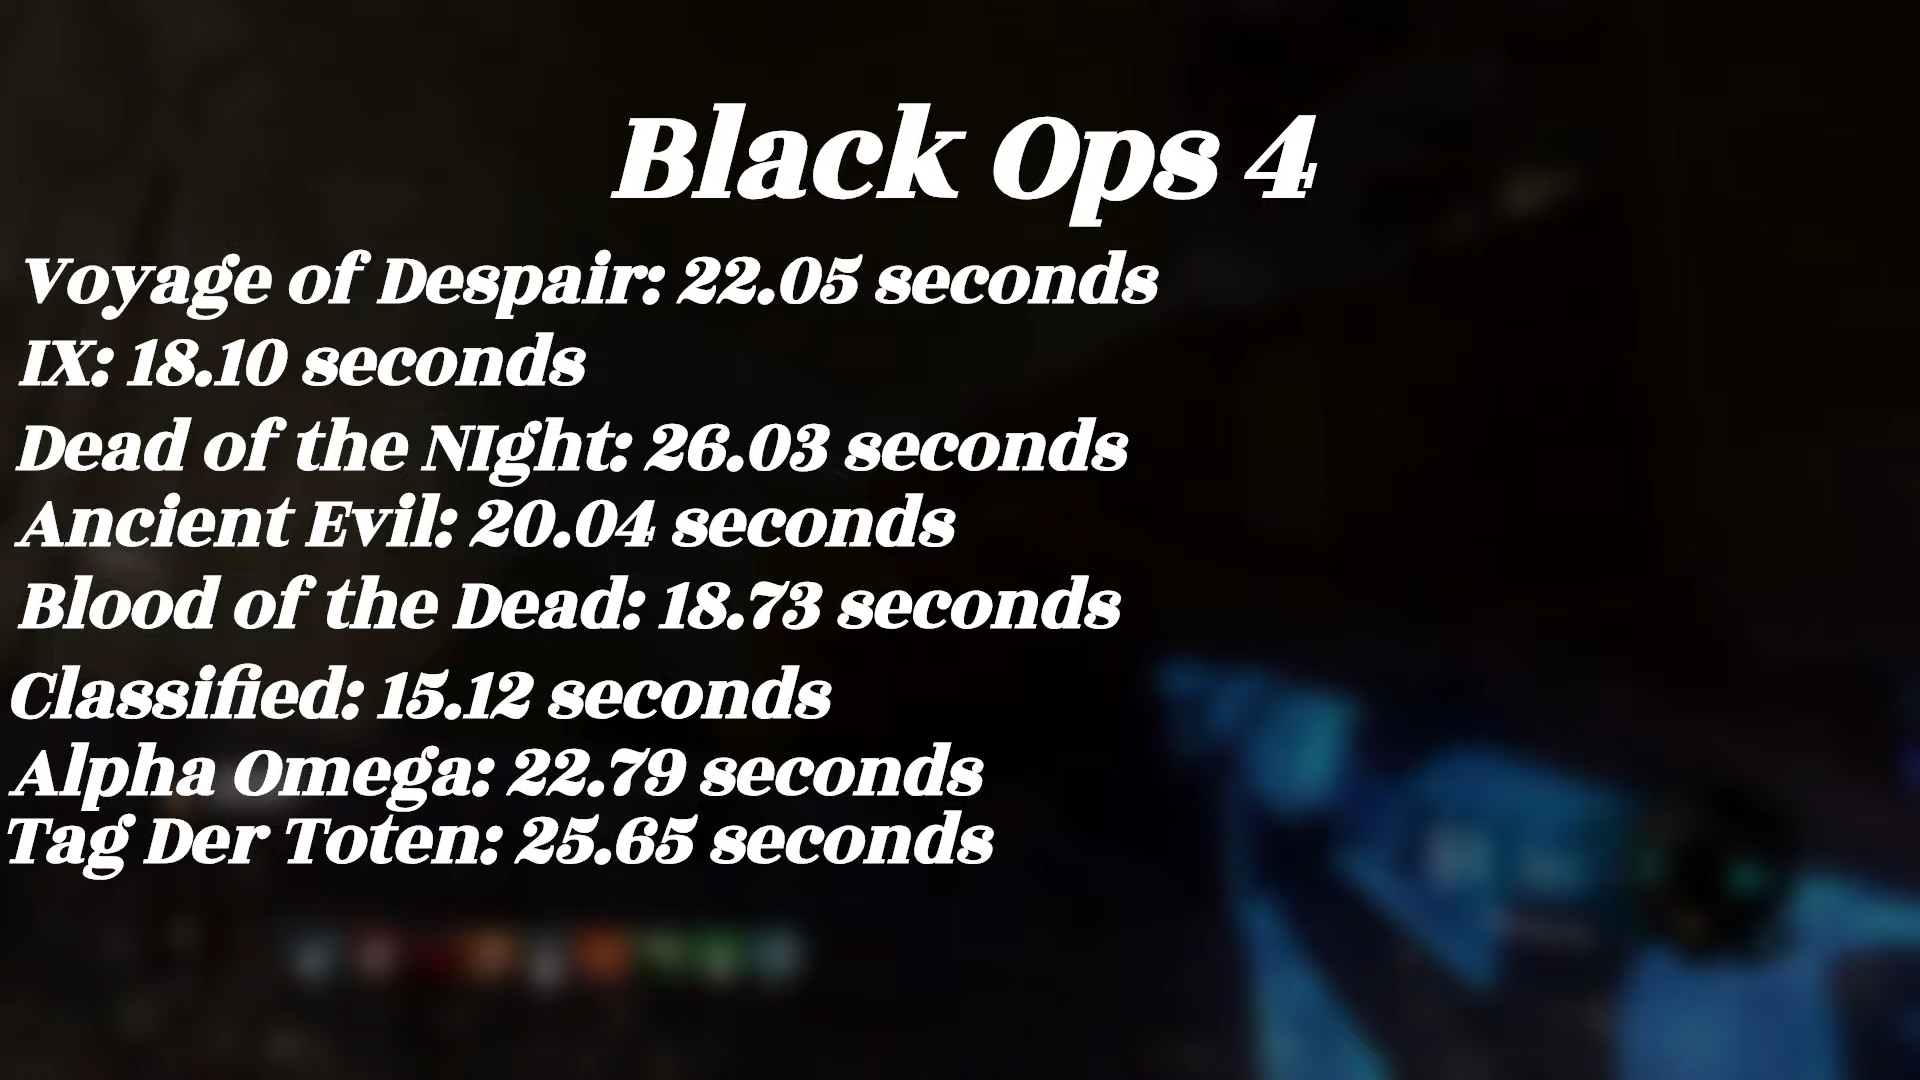 Black Ops 4
Voyage of Despair: 22.05 seconds
IX: 18.10 seconds
Dead of the NIght: 26.03 seconds
Ancient Evil: 20.04 seconds
Blood of the Dead: 18.73 seconds
Classified: 15.12 seconds
Alpha Omega: 22.79 seconds
Tag Der Toten: 25.65 seconds